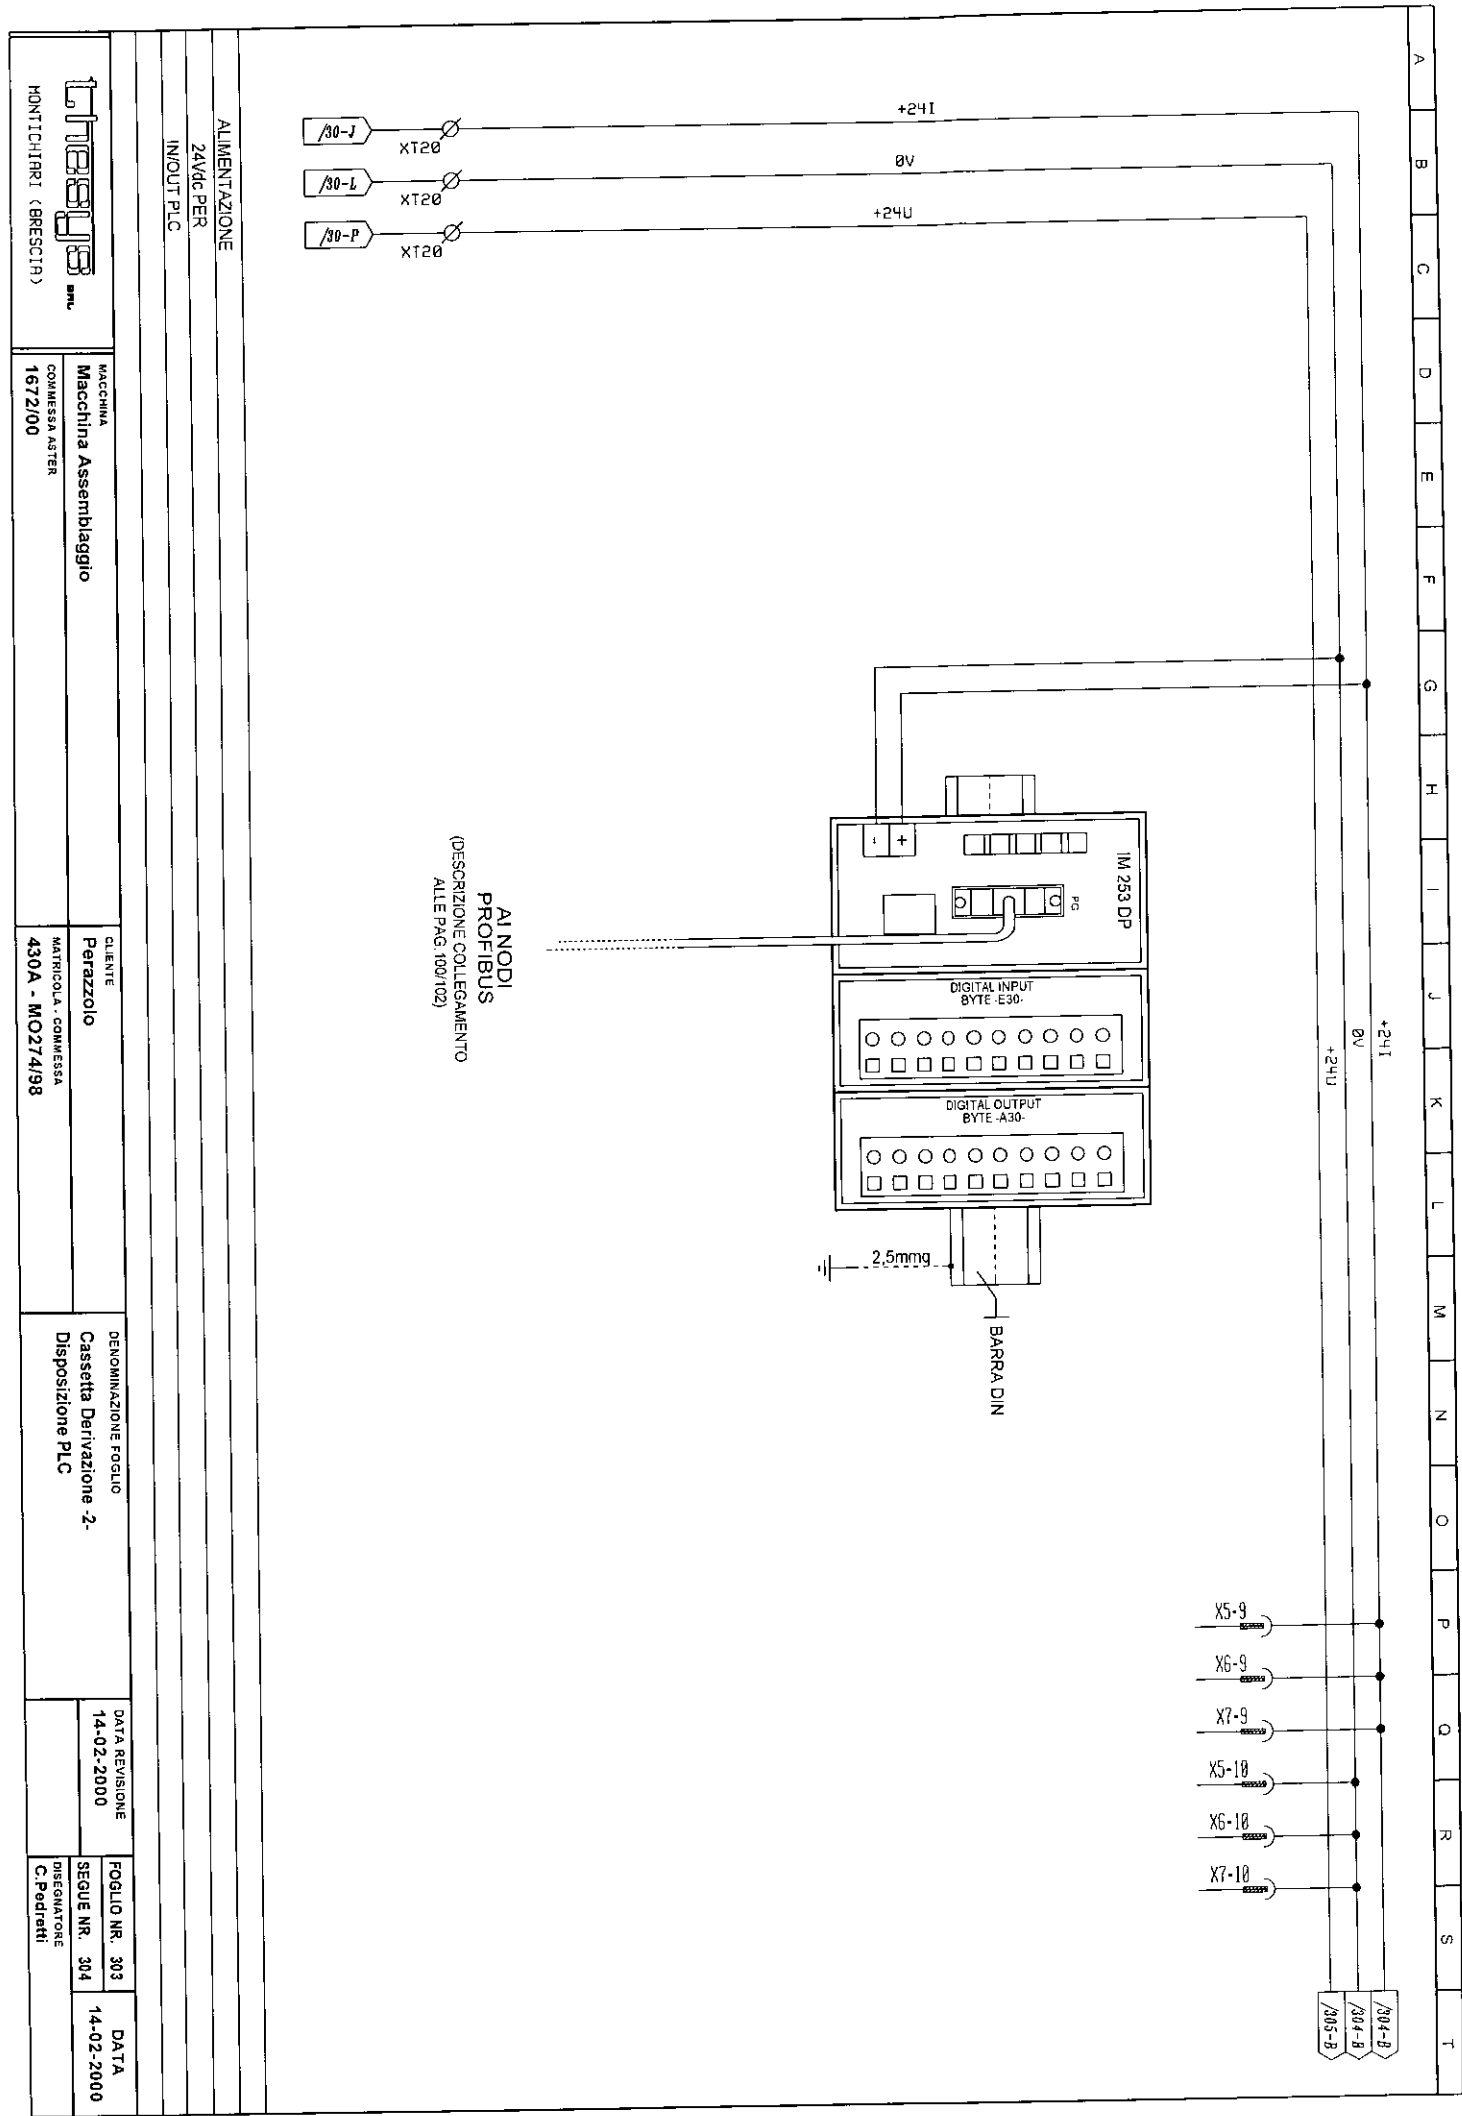 A
B
C
D
E
F
G
H
I
J
K
L
M
N
O
P
Q
R
S
T
+24I
0V
+24U
/30-J
XT20
/30-L
XT20
/30-P
XT20
+24I
0V
+24U
/304-B
/304-B
/305-B
IM 253 DP
PG
- +
DIGITAL INPUT
BYTE -E30-
DIGITAL OUTPUT
BYTE -A30-
2,5mmq
BARRA DIN
AI NODI
PROFIBUS
(DESCRIZIONE COLLEGAMENTO
ALLE PAG. 100/102)
X5-9
X6-9
X7-9
X5-10
X6-10
X7-10
ALIMENTAZIONE
24Vdc PER
IN/OUT PLC
thesys SRL
MONTICHIARI (BRESCIA)
MACCHINA
Macchina Assemblaggio
COMMESSA ASTER
1672/00
CLIENTE
Perazzolo
MATRICOLA - COMMESSA
430A - MO274/98
DENOMINAZIONE FOGLIO
Cassetta Derivazione -2-
Disposizione PLC
DATA REVISIONE
14-02-2000
FOGLIO NR. 303
SEGUE NR. 304
DISEGNATORE
C.Pedretti
DATA
14-02-2000